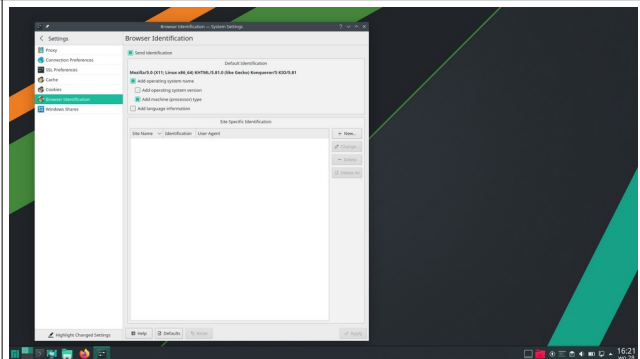 Browser Identification — System Settings
Settings
Browser Identification
Proxy
Connection Preferences
SSL Preferences
Cache
Cookies
Browser Identification
Windows Shares
Send identification
Default Identification
Mozilla/5.0 (X11; Linux x86_64) KHTML/5.81.0 (like Gecko) Konqueror/5 KIO/5.81
Add operating system name
Add operating system version
Add machine (processor) type
Add language information
Site Specific Identification
Site Name Identification User Agent
New...
Change...
Delete
Delete All
Highlight Changed Settings
Help
Defaults
Reset
Apply
16:21